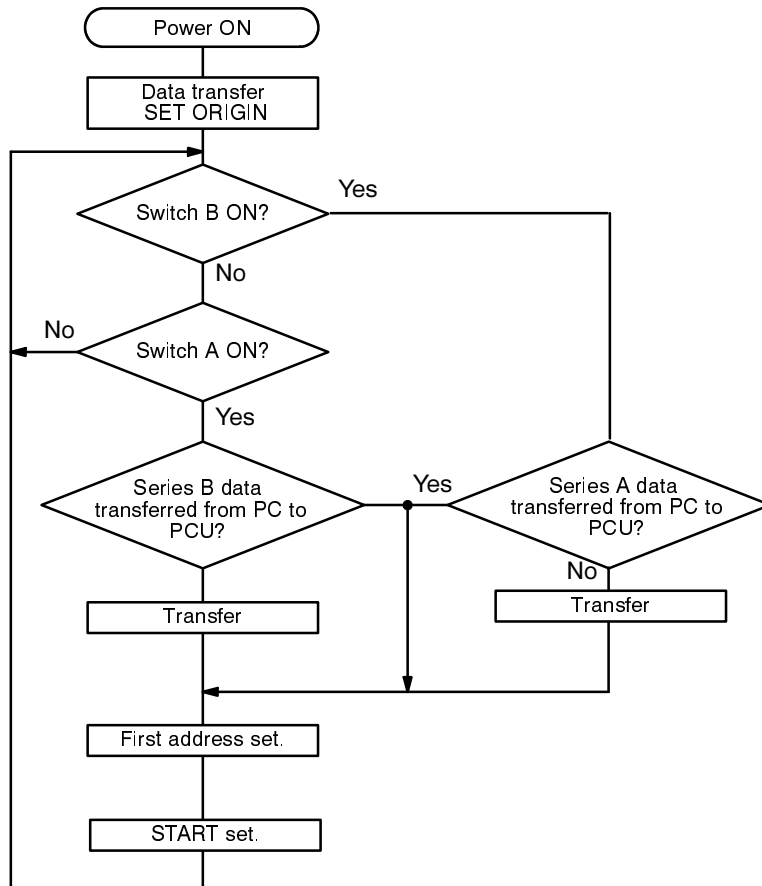 Power ON
Data transfer
SET ORIGIN
Yes
Switch B ON?
No
No
Switch A ON?
Yes
Series B data
transferred from PC to
PCU?
Yes
Series A data
transferred from PC to
PCU?
No
Transfer
Transfer
First address set.
START set.